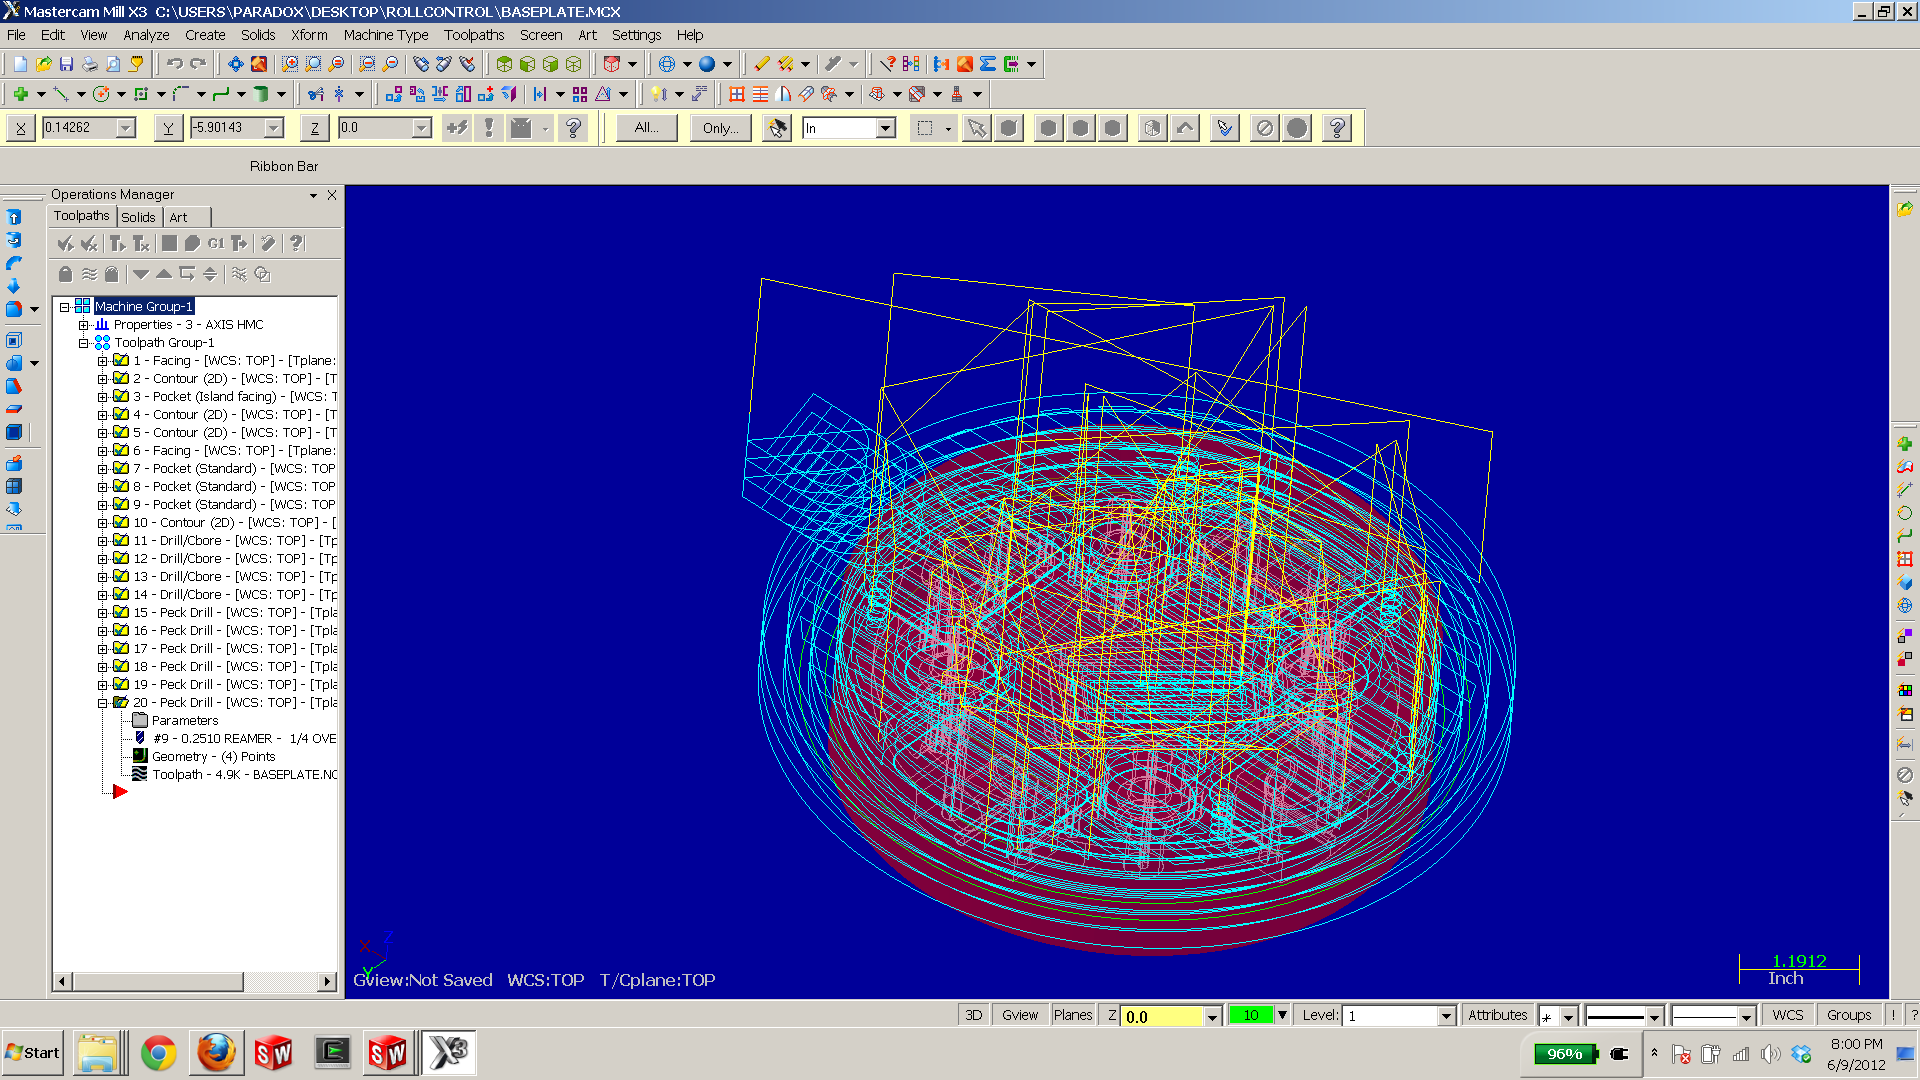 Mastercam Mill X3  C:\USERS\PARADOX\DESKTOP\ROLLCONTROL\BASEPLATE.MCX
File Edit View Analyze Create Solids Xform Machine Type Toolpaths Screen Art Settings Help
X 0.14262 Y -5.90143 Z 0.0 All... Only... In
Ribbon Bar
Operations Manager
Toolpaths Solids Art
G1
Machine Group-1
Properties - 3 - AXIS HMC
Toolpath Group-1
1 - Facing - [WCS: TOP] - [Tplane:
2 - Contour (2D) - [WCS: TOP] - [T
3 - Pocket (Island facing) - [WCS: T
4 - Contour (2D) - [WCS: TOP] - [T
5 - Contour (2D) - [WCS: TOP] - [T
6 - Facing - [WCS: TOP] - [Tplane:
7 - Pocket (Standard) - [WCS: TOP
8 - Pocket (Standard) - [WCS: TOP
9 - Pocket (Standard) - [WCS: TOP
10 - Contour (2D) - [WCS: TOP] - [
11 - Drill/Cbore - [WCS: TOP] - [Tp
12 - Drill/Cbore - [WCS: TOP] - [Tp
13 - Drill/Cbore - [WCS: TOP] - [Tp
14 - Drill/Cbore - [WCS: TOP] - [Tp
15 - Peck Drill - [WCS: TOP] - [Tpla
16 - Peck Drill - [WCS: TOP] - [Tpla
17 - Peck Drill - [WCS: TOP] - [Tpla
18 - Peck Drill - [WCS: TOP] - [Tpla
19 - Peck Drill - [WCS: TOP] - [Tpla
20 - Peck Drill - [WCS: TOP] - [Tpla
Parameters
#9 - 0.2510 REAMER -  1/4 OVE
Geometry - (4) Points
Toolpath - 4.9K - BASEPLATE.NC
X Z
Y
Gview:Not Saved WCS:TOP T/Cplane:TOP
1.1912
Inch
3D Gview Planes Z 0.0 10 Level: 1 Attributes WCS Groups ! ?
Start SW SW X3 96% 8:00 PM
6/9/2012